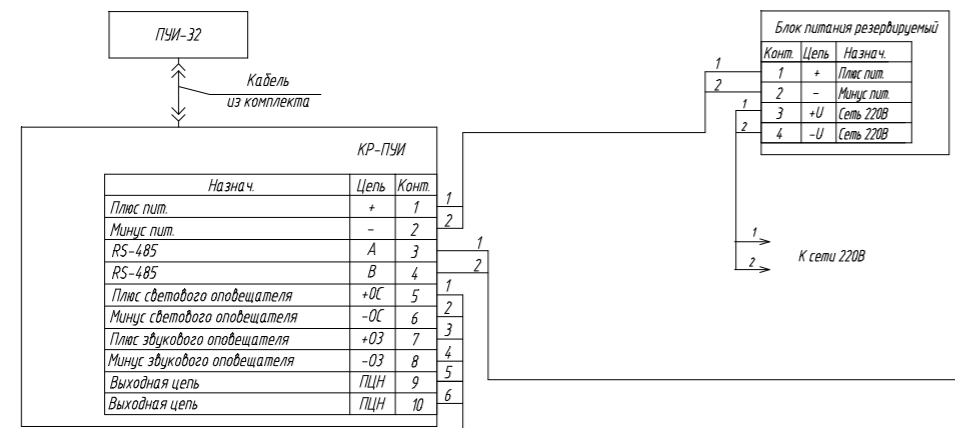 ПУИ-32
Кабель
из комплекта
КР-ПУИ
Назнач. Цепь Конт.
Плюс пит. + 1
Минус пит. - 2
RS-485 A 3
RS-485 B 4
Плюс светового оповещателя +ОС 5
Минус светового оповещателя -ОС 6
Плюс звукового оповещателя +ОЗ 7
Минус звукового оповещателя -ОЗ 8
Выходная цепь ПЦН 9
Выходная цепь ПЦН 10
1
2
1
2
1
2
3
4
5
6
Блок питания резервируемый
Конт. Цепь Назнач.
1 + Плюс пит.
2 - Минус пит.
3 +U Сеть 220В
4 -U Сеть 220В
1
2
1
2
1
2
К сети 220В